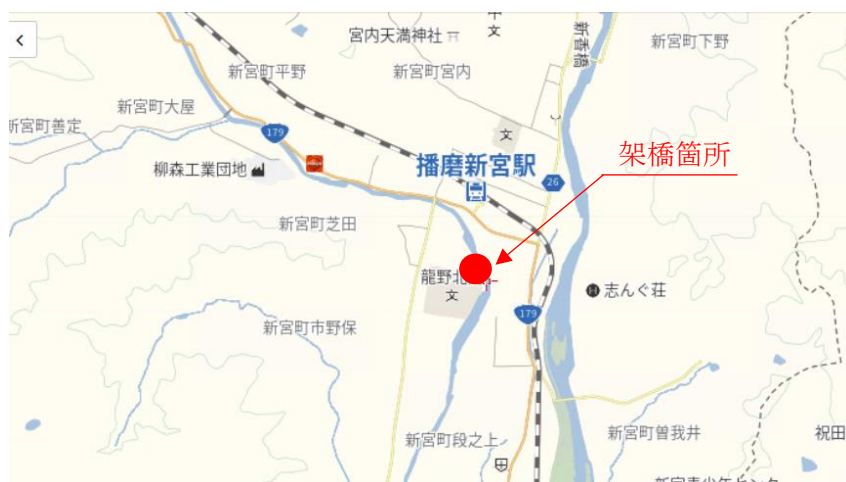 宮内天満神社
文
新香橋
新宮町下野
新宮町平野
新宮町宮内
新宮町大屋
新宮町善定
179
文
柳森工業団地
播磨新宮駅
26
架橋箇所
新宮町芝田
龍野北
文
志んぐ荘
179
新宮町市野保
新宮町段之上
新宮町曽我井
祝田